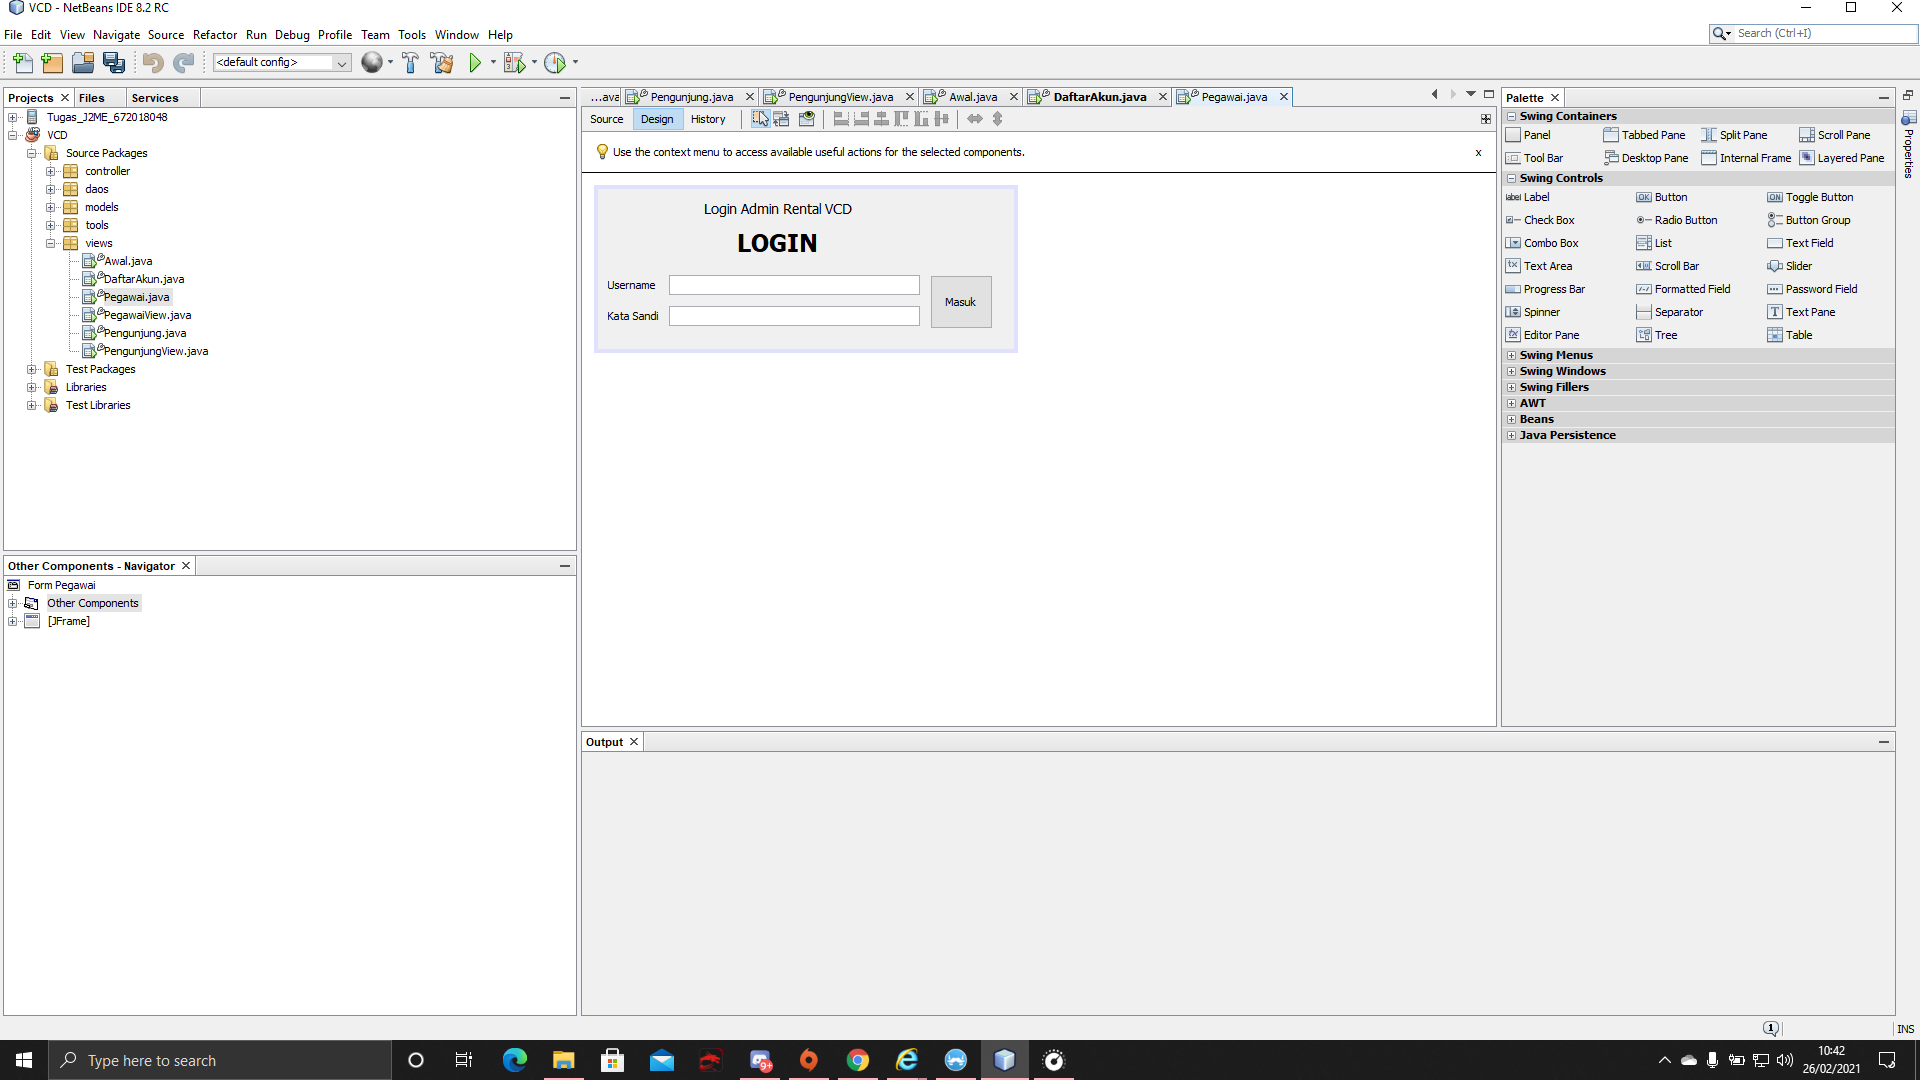 VCD - NetBeans IDE 8.2 RC
File Edit View Navigate Source Refactor Run Debug Profile Team Tools Window Help
Search (Ctrl+I)
<default config>
Projects Files Services
Tugas_J2ME_672018048
VCD
Source Packages
controller
daos
models
tools
views
Awal.java
DaftarAkun.java
Pegawai.java
PegawaiView.java
Pengunjung.java
PengunjungView.java
Test Packages
Libraries
Test Libraries
Other Components - Navigator
Form Pegawai
Other Components
[JFrame]
...ava Pengunjung.java PengunjungView.java Awal.java DaftarAkun.java Pegawai.java
Source Design History
Use the context menu to access available useful actions for the selected components.
x
Login Admin Rental VCD
LOGIN
Username
Kata Sandi
Masuk
Output
Palette
Swing Containers
Panel Tabbed Pane Split Pane Scroll Pane
Tool Bar Desktop Pane Internal Frame Layered Pane
Swing Controls
label Label OK Button ON Toggle Button
Check Box Radio Button Button Group
Combo Box List Text Field
Text Area Scroll Bar Slider
Progress Bar Formatted Field Password Field
Spinner Separator Text Pane
Editor Pane Tree Table
Swing Menus
Swing Windows
Swing Fillers
AWT
Beans
Java Persistence
Properties
1
INS
Type here to search
9+
10:42
26/02/2021